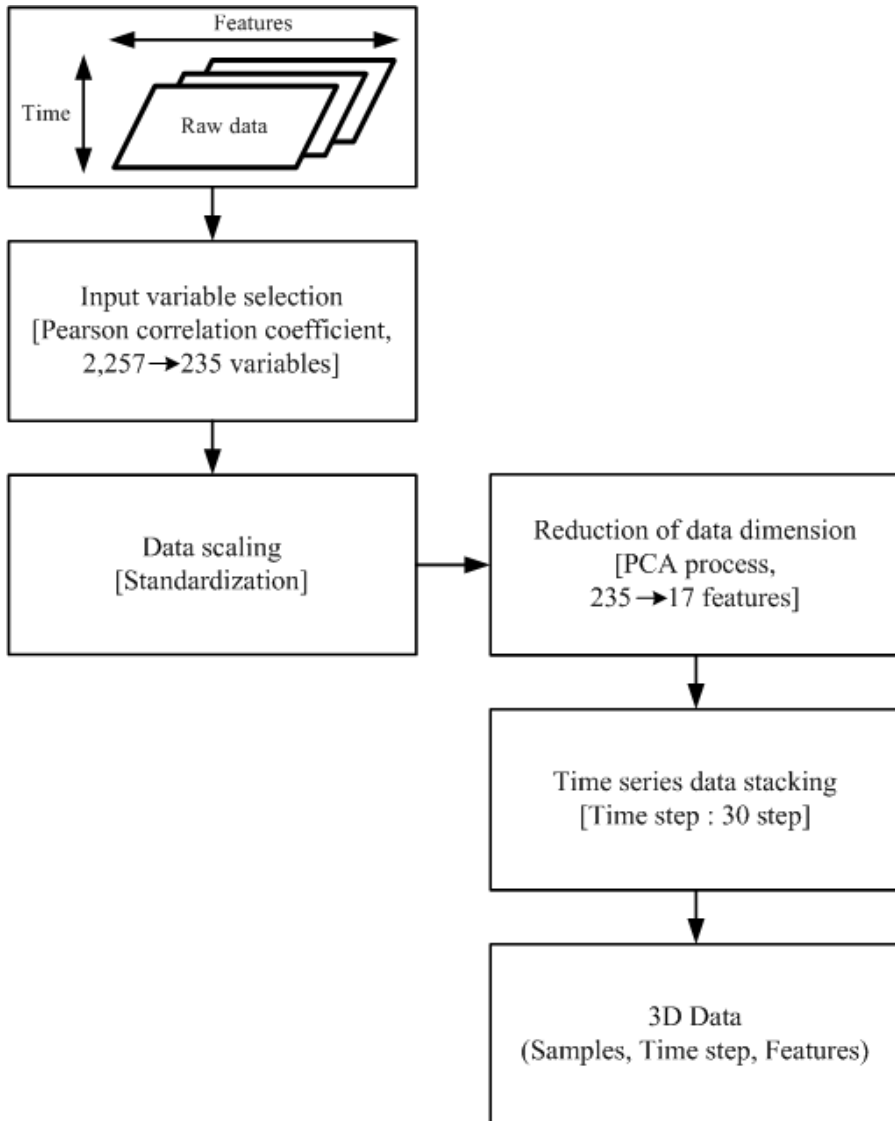 Features
Time
Raw data
Input variable selection
[Pearson correlation coefficient,
2,257→235 variables]
Data scaling
[Standardization]
Reduction of data dimension
[PCA process,
235→17 features]
Time series data stacking
[Time step : 30 step]
3D Data
(Samples, Time step, Features)